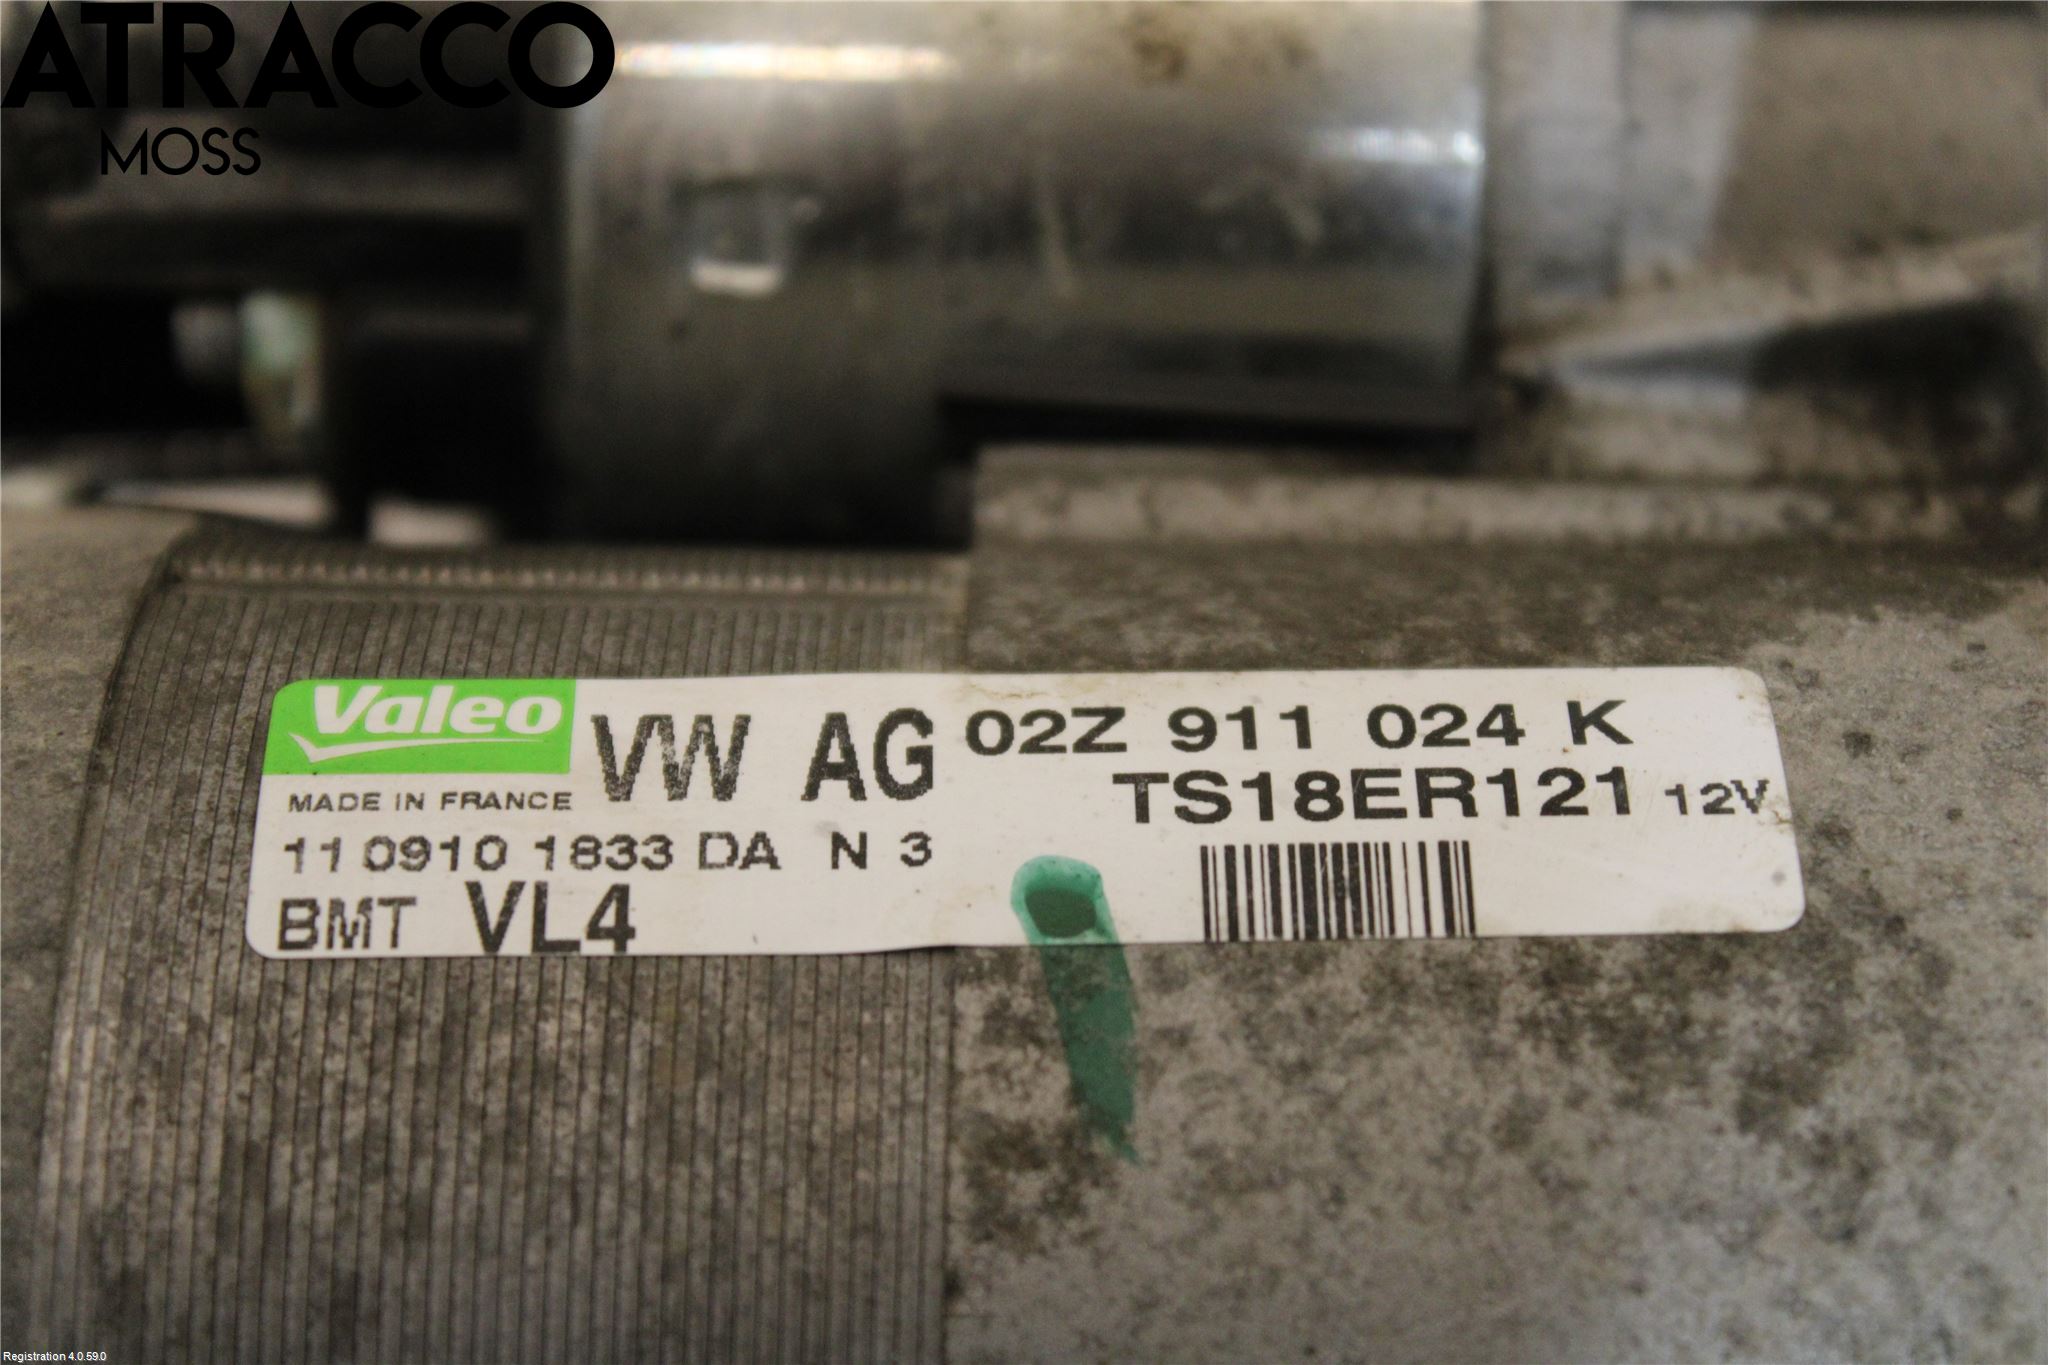 ATRACCO
MOSS
Valeo
VW AG 02Z 911 024 K
MADE IN FRANCE
TS18ER121 12V
11 0910 1833 DA N 3
BMT VL4
Registration 4.0.59.0